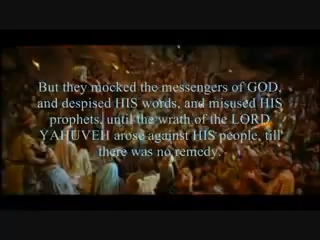 But they mocked the messengers of GOD,
and despised HIS words, and misused HIS
prophets, until the wrath of the LORD
YAHUVEH arose against HIS people, till
there was no remedy.